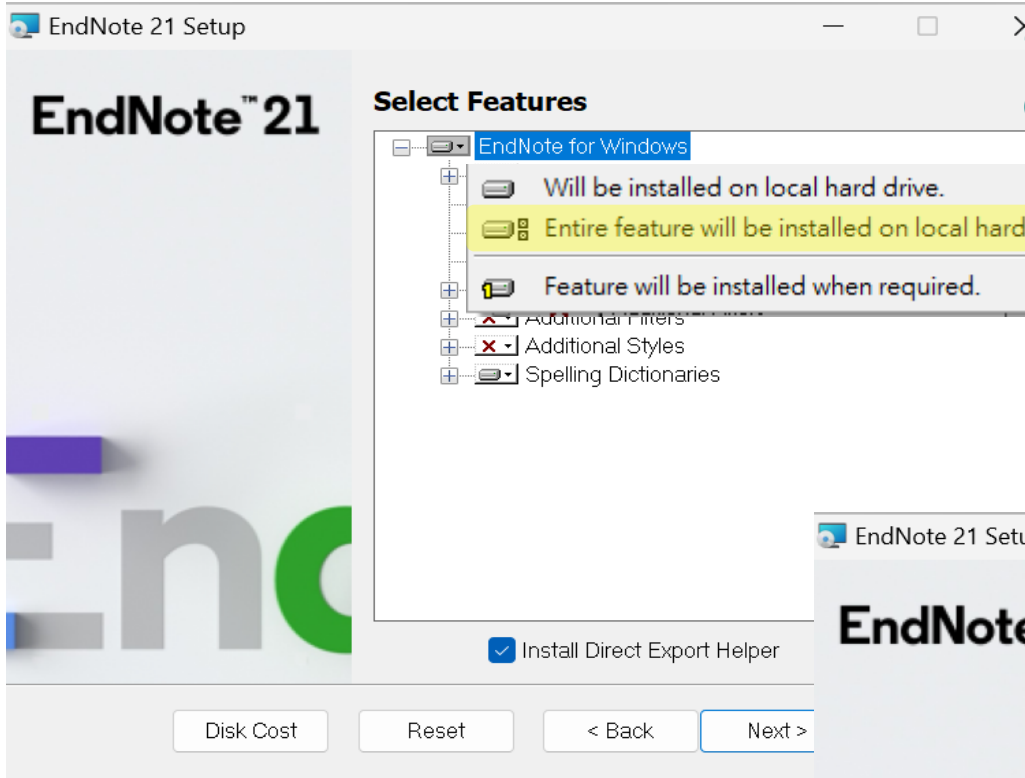 EndNote 21 Setup
EndNote™21
Select Features
EndNote for Windows
Will be installed on local hard drive.
Entire feature will be installed on local hard
Feature will be installed when required.
Additional Filters
Additional Styles
Spelling Dictionaries
Install Direct Export Helper
Disk Cost
Reset
< Back
Next >
EndNote 21 Setu
EndNote
End